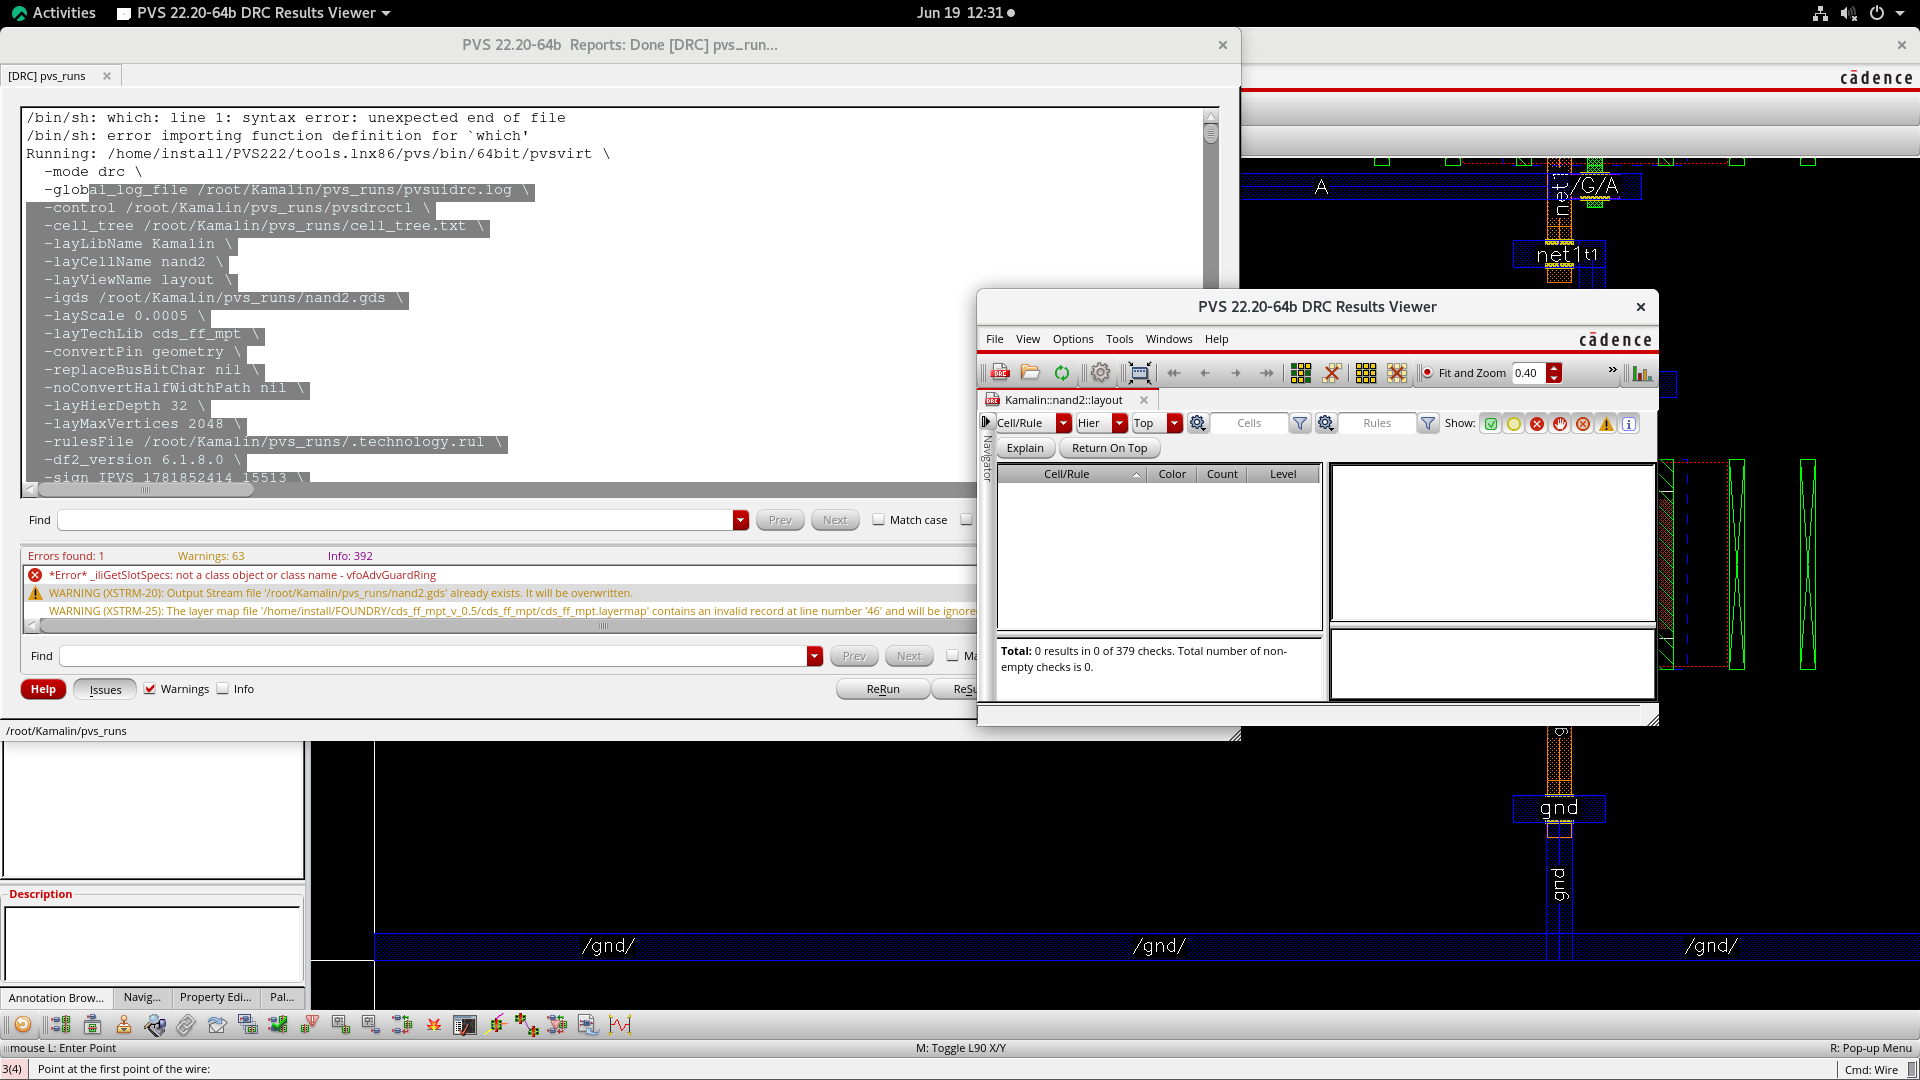 Activities
PVS 22.20-64b DRC Results Viewer
Jun 19 12:31
PVS 22.20-64b Reports: Done [DRC] pvs_run...
cādence
[DRC] pvs_runs
/bin/sh: which: line 1: syntax error: unexpected end of file
/bin/sh: error importing function definition for `which'
Running: /home/install/PVS222/tools.lnx86/pvs/bin/64bit/pvsvirt \
-mode drc \
-global_log_file /root/Kamalin/pvs_runs/pvsuidrc.log \
-control /root/Kamalin/pvs_runs/pvsdrcctl \
-cell_tree /root/Kamalin/pvs_runs/cell_tree.txt \
-layLibName Kamalin \
-layCellName nand2 \
-layViewName layout \
-igds /root/Kamalin/pvs_runs/nand2.gds \
-layScale 0.0005 \
-layTechLib cds_ff_mpt \
-convertPin geometry \
-replaceBusBitChar nil \
-noConvertHalfWidthPath nil \
-layHierDepth 32 \
-layMaxVertices 2048 \
-rulesFile /root/Kamalin/pvs_runs/.technology.rul \
-df2_version 6.1.8.0 \
-sign IPVS_1781852414_15513 \
Find
Prev
Next
Match case
Errors found: 1
Warnings: 63
Info: 392
*Error* _iliGetSlotSpecs: not a class object or class name - vfoAdvGuardRing
WARNING (XSTRM-20): Output Stream file '/root/Kamalin/pvs_runs/nand2.gds' already exists. It will be overwritten.
WARNING (XSTRM-25): The layer map file '/home/install/FOUNDRY/cds_ff_mpt_v_0.5/cds_ff_mpt/cds_ff_mpt.layermap' contains an invalid record at line number '46' and will be ignore
Find
Prev
Next
Ma
Help
Issues
Warnings
Info
ReRun
ReSu
/root/Kamalin/pvs_runs
A
net1
/G/A
net1
t1
PVS 22.20-64b DRC Results Viewer
File
View
Options
Tools
Windows
Help
cādence
Fit and Zoom
0.40
»
Kamalin::nand2::layout
Navigator
Cell/Rule
Hier
Top
Cells
Rules
Show:
Explain
Return On Top
Cell/Rule
Color
Count
Level
Total: 0 results in 0 of 379 checks. Total number of non-
empty checks is 0.
g
gnd
gnd
/gnd/
/gnd/
/gnd/
Description
Annotation Brow...
Navig...
Property Edi...
Pal...
mouse L: Enter Point
M: Toggle L90 X/Y
R: Pop-up Menu
3(4)
Point at the first point of the wire:
Cmd: Wire